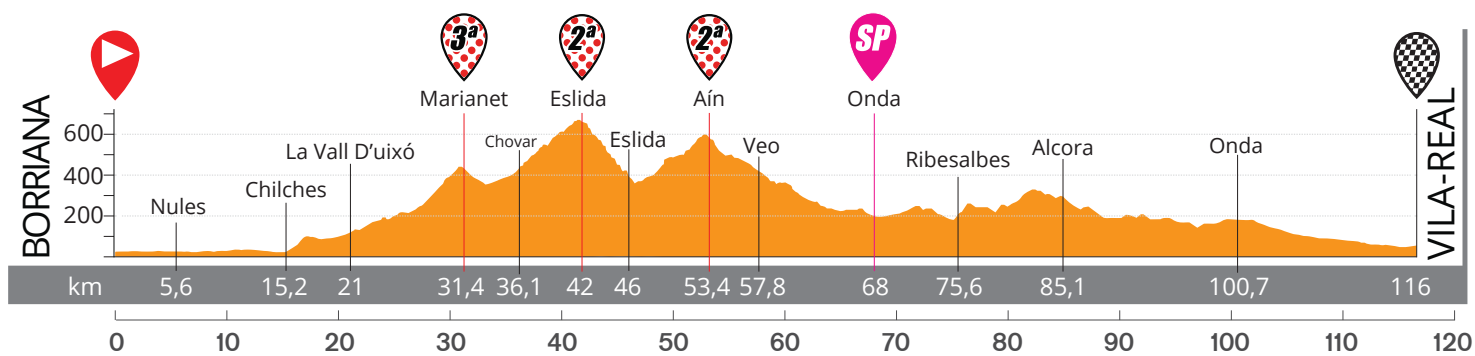 3ª 2ª 2ª SP
Marianet Eslida Aín Onda
BORRIANA
VILA-REAL
600
400
200
Nules
Chilches
La Vall D'uixó
Chovar
Eslida
Veo
Ribesalbes
Alcora
Onda
km 5,6 15,2 21 31,4 36,1 42 46 53,4 57,8 68 75,6 85,1 100,7 116
0 10 20 30 40 50 60 70 80 90 100 110 120